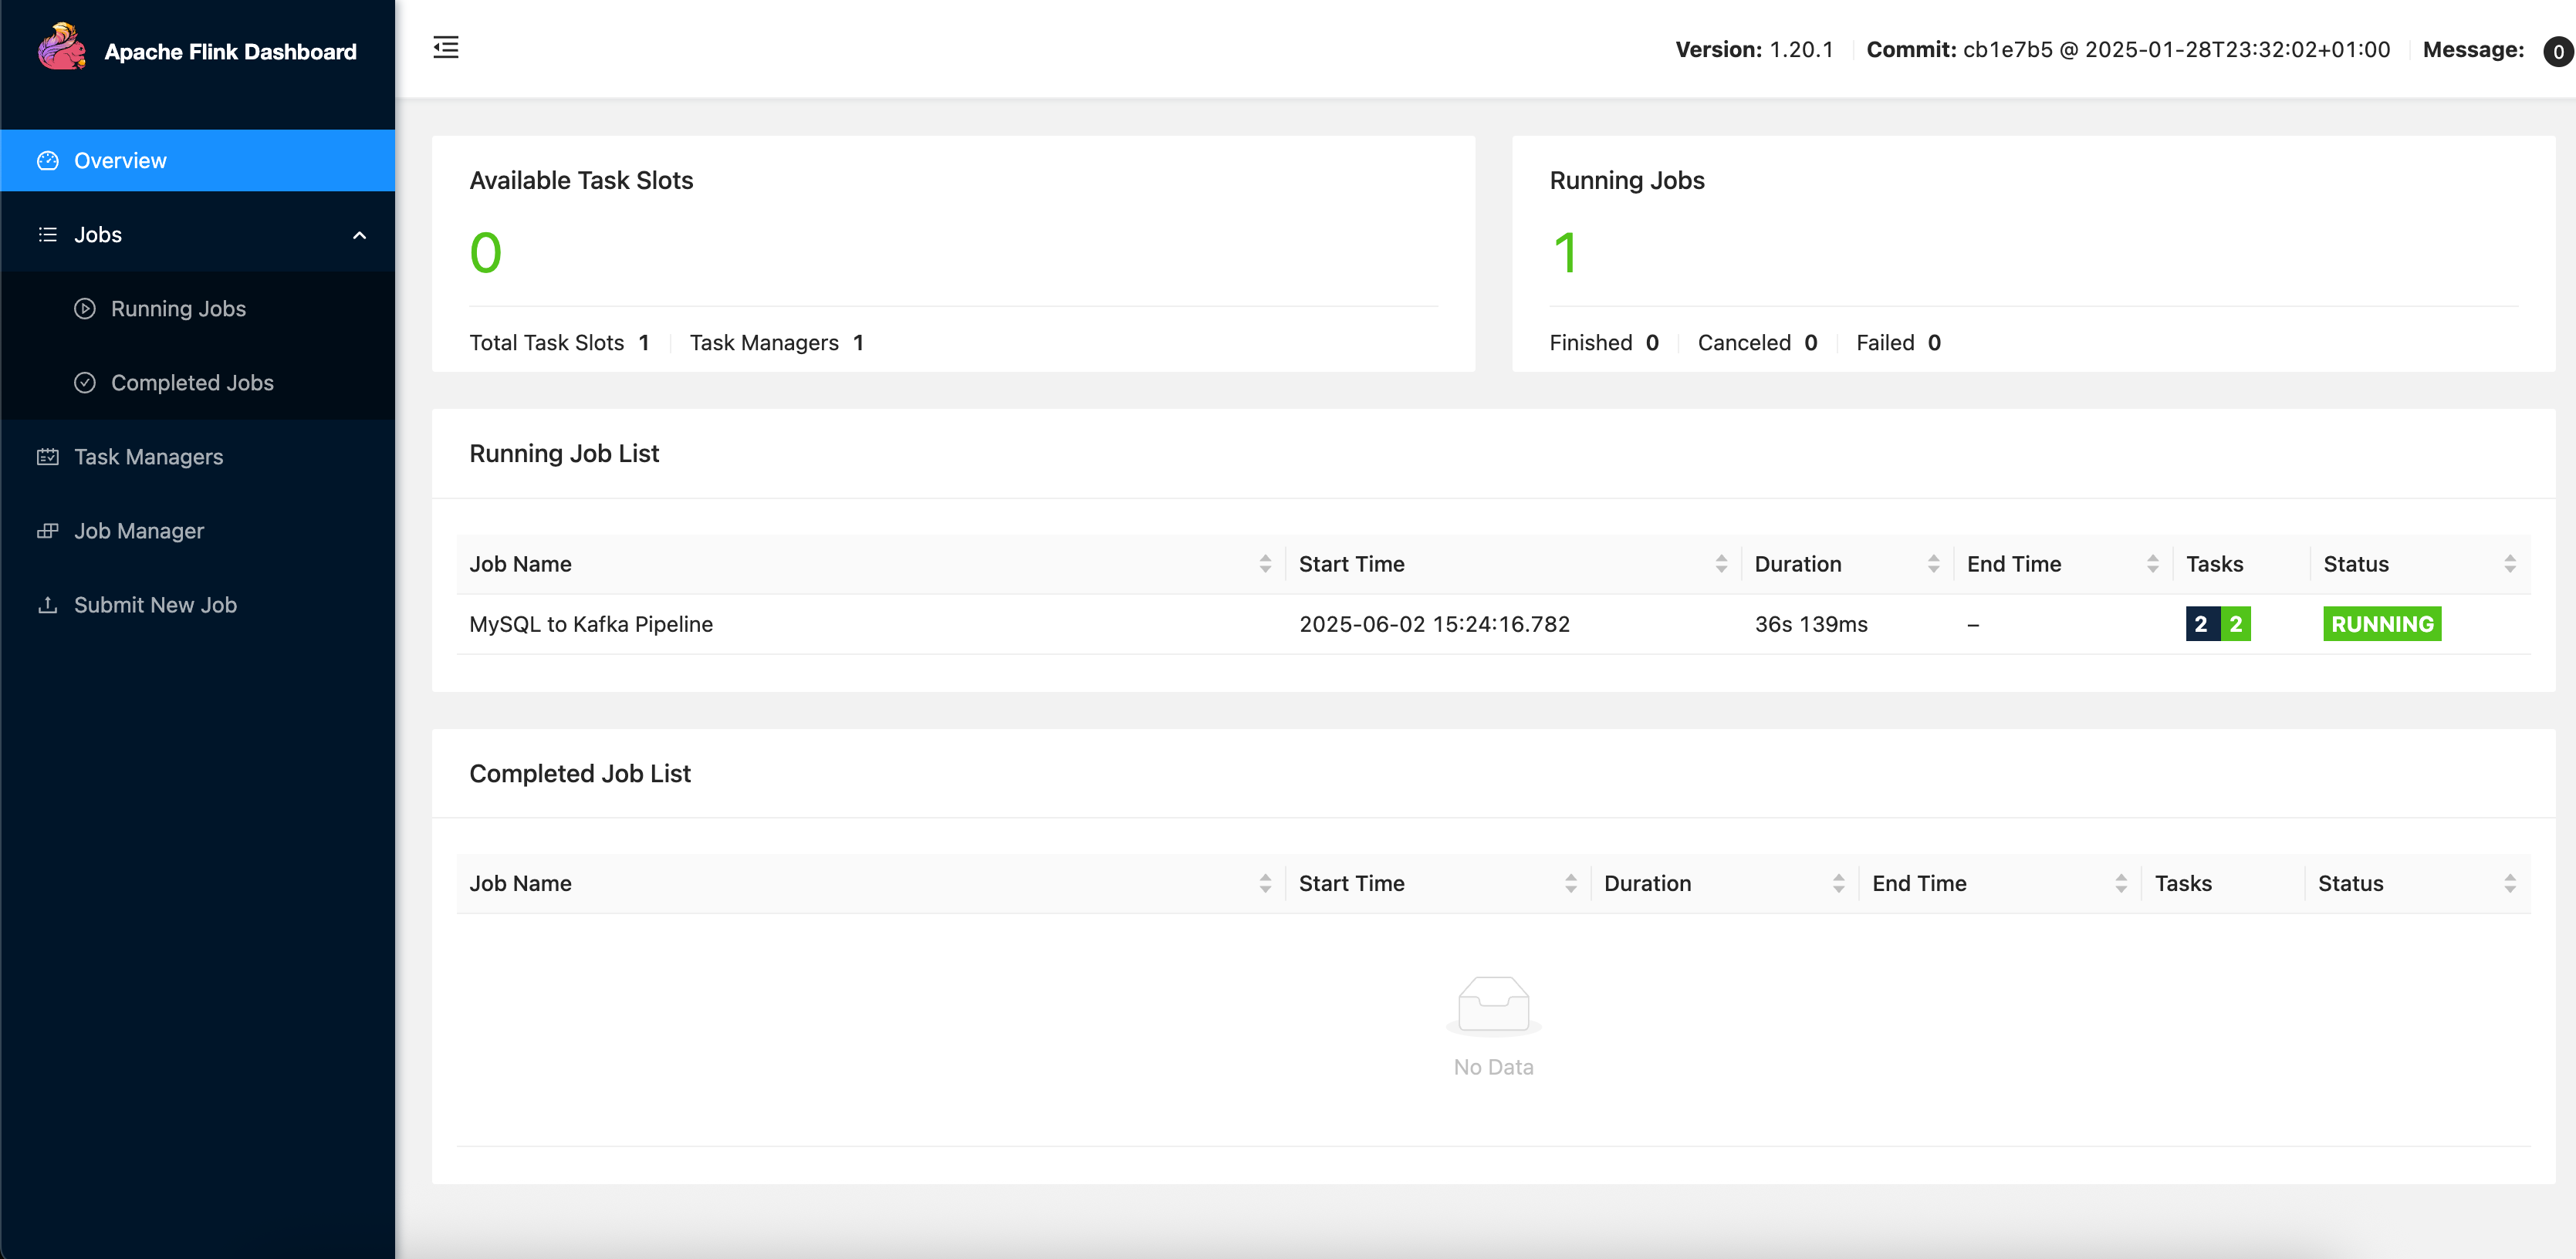 Apache Flink Dashboard
Version: 1.20.1 Commit: cb1e7b5 @ 2025-01-28T23:32:02+01:00 Message: 0
Overview
Jobs
Running Jobs
Completed Jobs
Task Managers
Job Manager
Submit New Job
Available Task Slots
0
Total Task Slots 1 Task Managers 1
Running Jobs
1
Finished 0 Canceled 0 Failed 0
Running Job List
Job Name Start Time Duration End Time Tasks Status
MySQL to Kafka Pipeline 2025-06-02 15:24:16.782 36s 139ms – 2 2 RUNNING
Completed Job List
Job Name Start Time Duration End Time Tasks Status
No Data